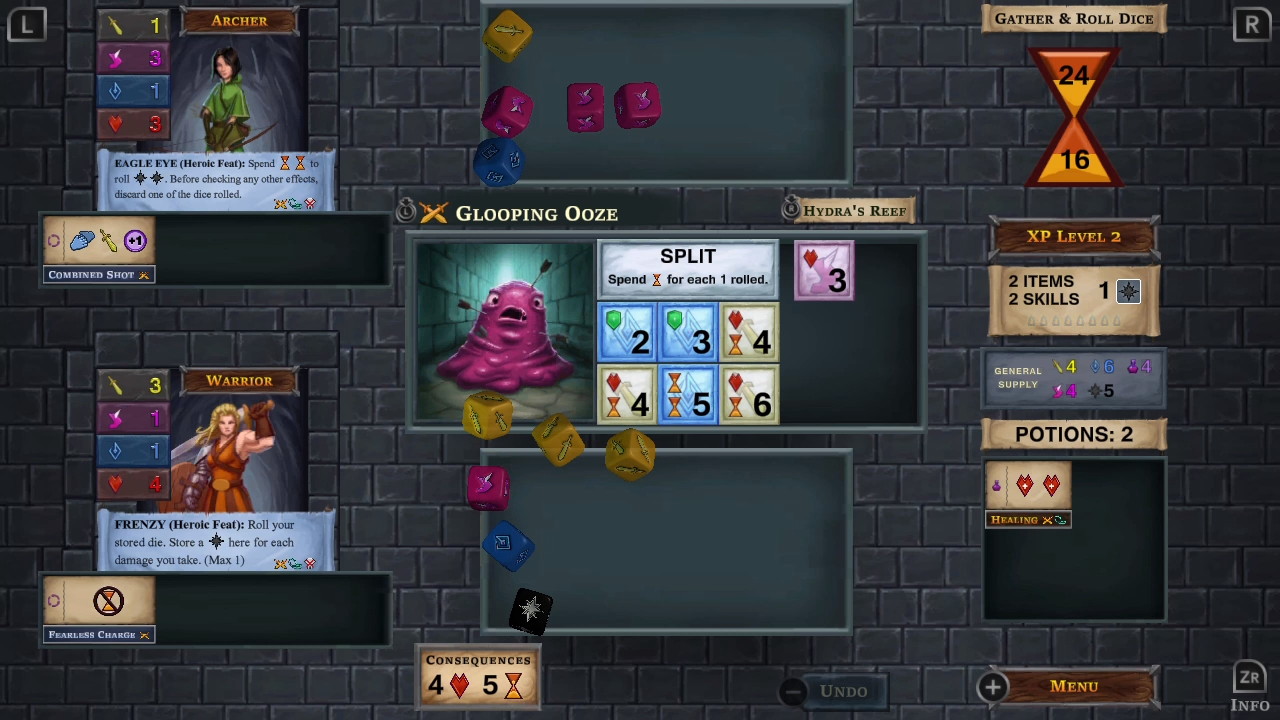 L
1
3
1
3
ARCHER
EAGLE EYE (Heroic Feat): Spend to
roll . Before checking any other effects,
discard one of the dice rolled.
+1
COMBINED SHOT
3
1
1
4
WARRIOR
FRENZY (Heroic Feat): Roll your
stored die. Store a here for each
damage you take. (Max 1)
FEARLESS CHARGE
L
GLOOPING OOZE
R
HYDRA'S REEF
SPLIT
Spend for each 1 rolled.
3
2
3
4
4
5
6
CONSEQUENCES
4 5
UNDO
GATHER & ROLL DICE
R
24
16
XP LEVEL 2
2 ITEMS
2 SKILLS
1
GENERAL
SUPPLY
4 6 4
4 5
POTIONS: 2
HEALING
MENU
ZR
INFO